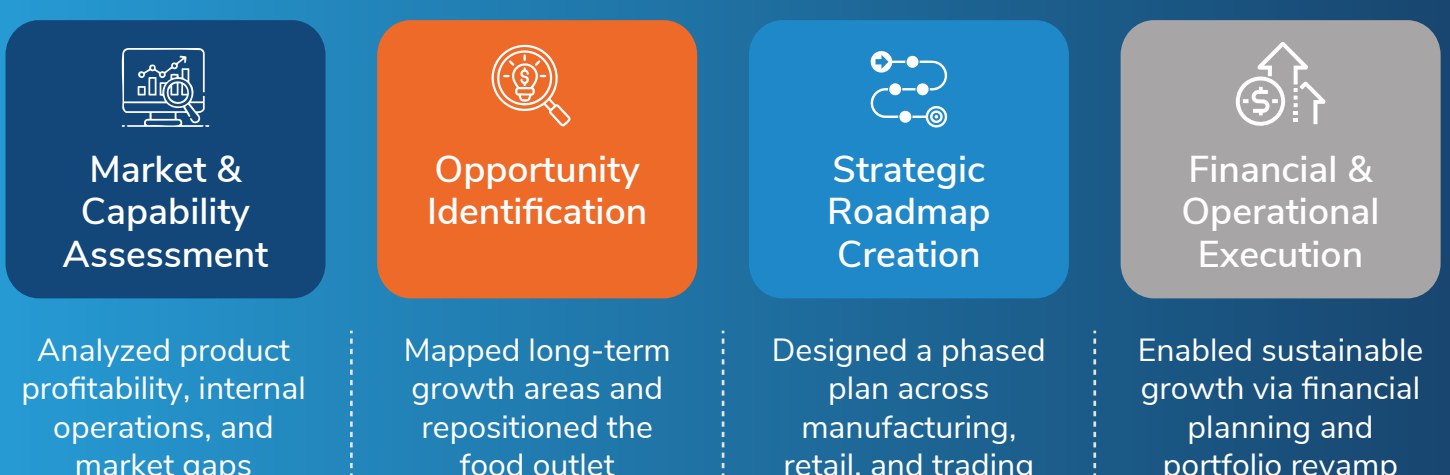 Market &
Capability
Assessment
Opportunity
Identification
Strategic
Roadmap
Creation
Financial &
Operational
Execution
Analyzed product
profitability, internal
operations, and
market gaps
Mapped long-term
growth areas and
repositioned the
food outlet
Designed a phased
plan across
manufacturing,
retail, and trading
Enabled sustainable
growth via financial
planning and
portfolio revamp